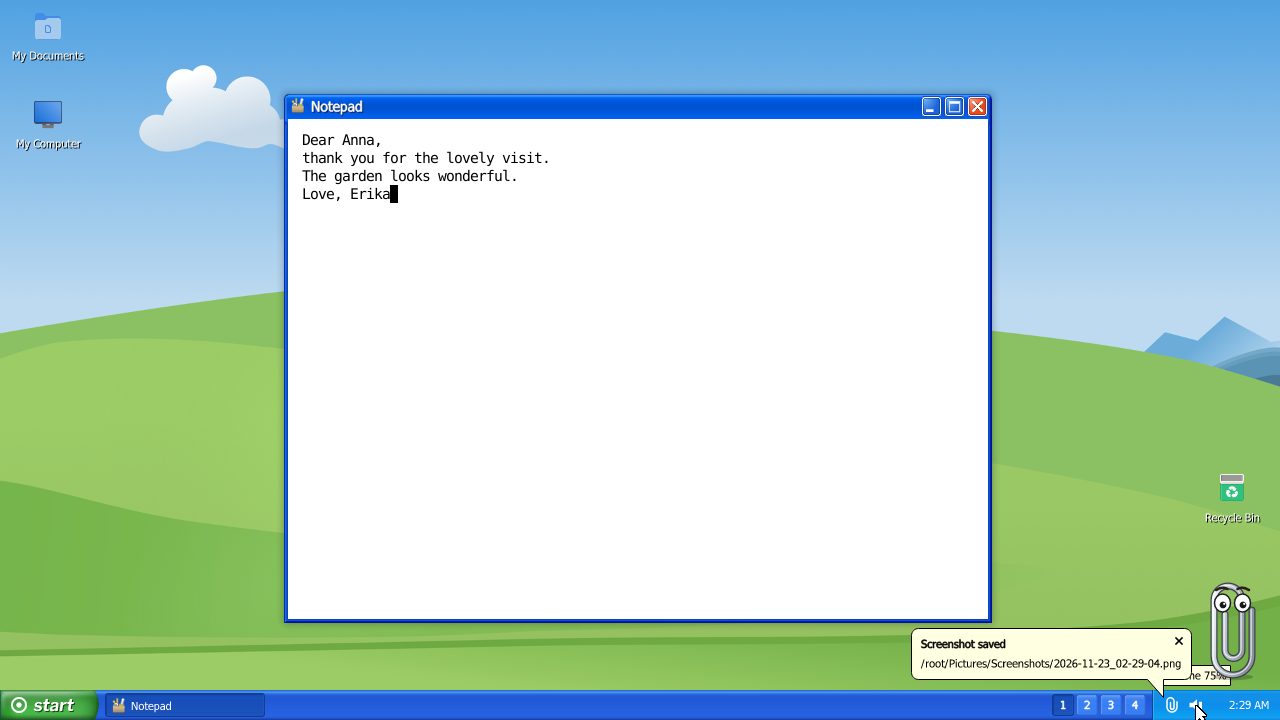 My Documents
My Computer
Notepad
Dear Anna,
thank you for the lovely visit.
The garden looks wonderful.
Love, Erika
Recycle Bin
Screenshot saved
/root/Pictures/Screenshots/2026-11-23_02-29-04.png
75%
start
Notepad
1 2 3 4
2:29 AM